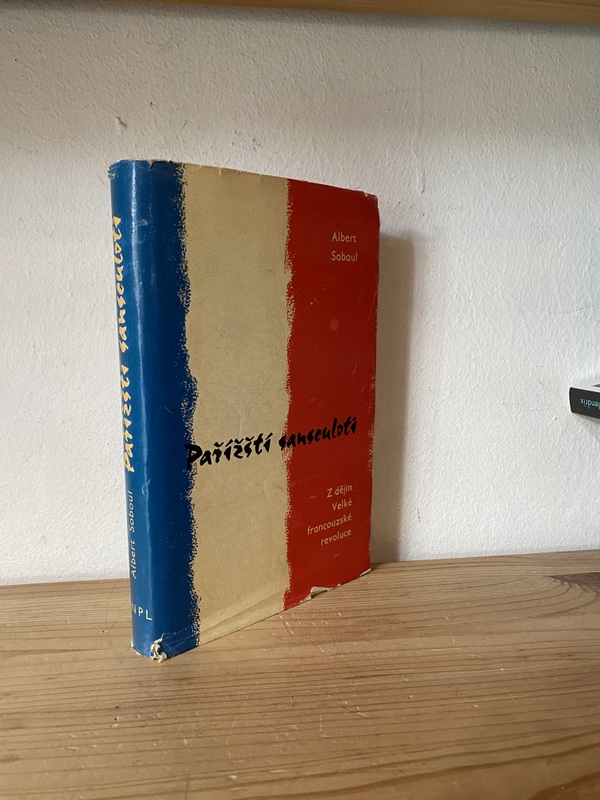 Albert
Soboul
Pařížští sansculoti
Z dějin
Velké
francouzské
revoluce
Albert Soboul Pařížští sansculoti
NPL